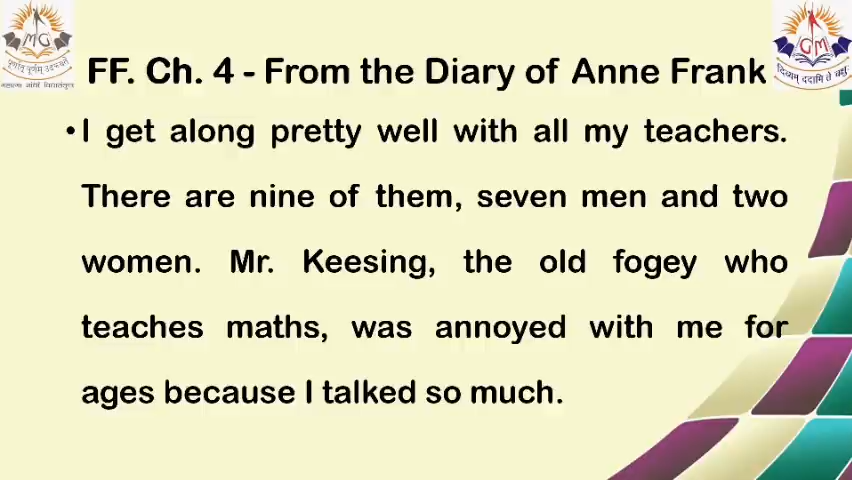 MG
GM
FF. Ch. 4 - From the Diary of Anne Frank
• I get along pretty well with all my teachers.
There are nine of them, seven men and two
women. Mr. Keesing, the old fogey who
teaches maths, was annoyed with me for
ages because I talked so much.